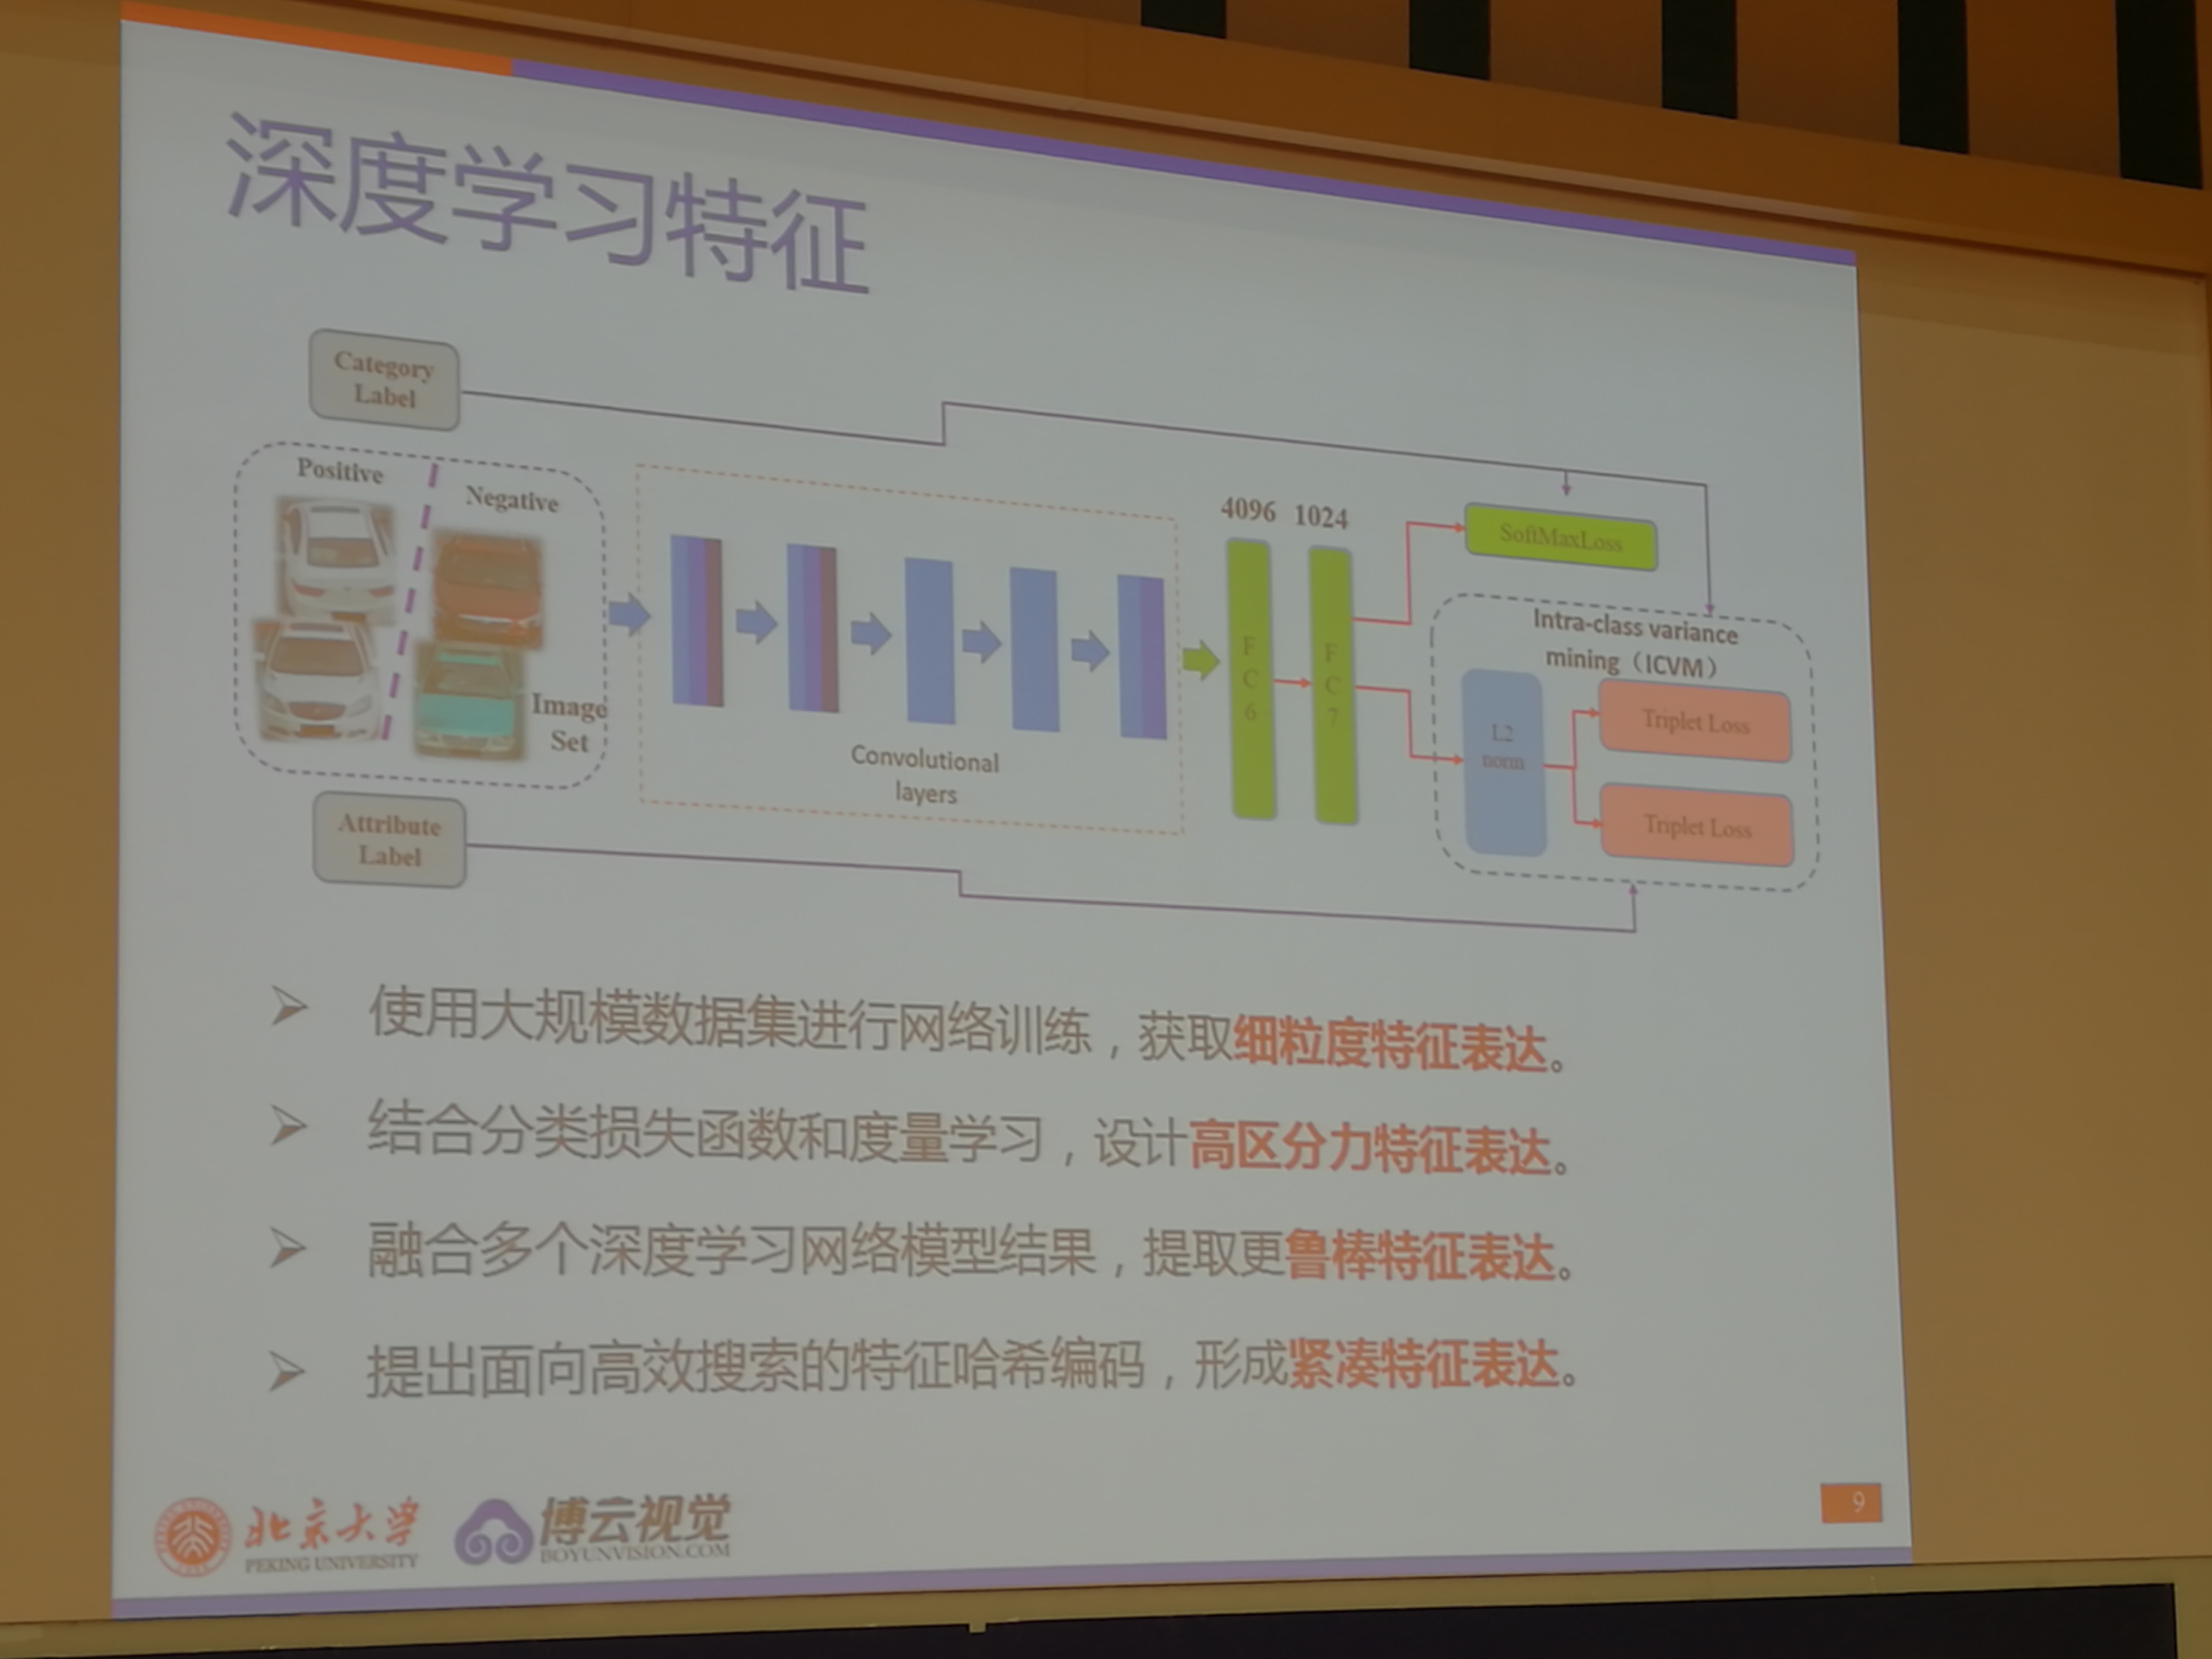 深度学习特征
Category
Label
Positive
Negative
Image
Set
Attribute
Label
Convolutional
layers
4096 1024
F
C
6
F
C
7
SoftMaxLoss
Intra-class variance
mining（ICVM）
L2
norm
Triplet Loss
Triplet Loss
使用大规模数据集进行网络训练，获取细粒度特征表达。
结合分类损失函数和度量学习，设计高区分力特征表达。
融合多个深度学习网络模型结果，提取更鲁棒特征表达。
提出面向高效搜索的特征哈希编码，形成紧凑特征表达。
北京大学
PEKING UNIVERSITY
博云视觉
BOYUNVISION.COM
9